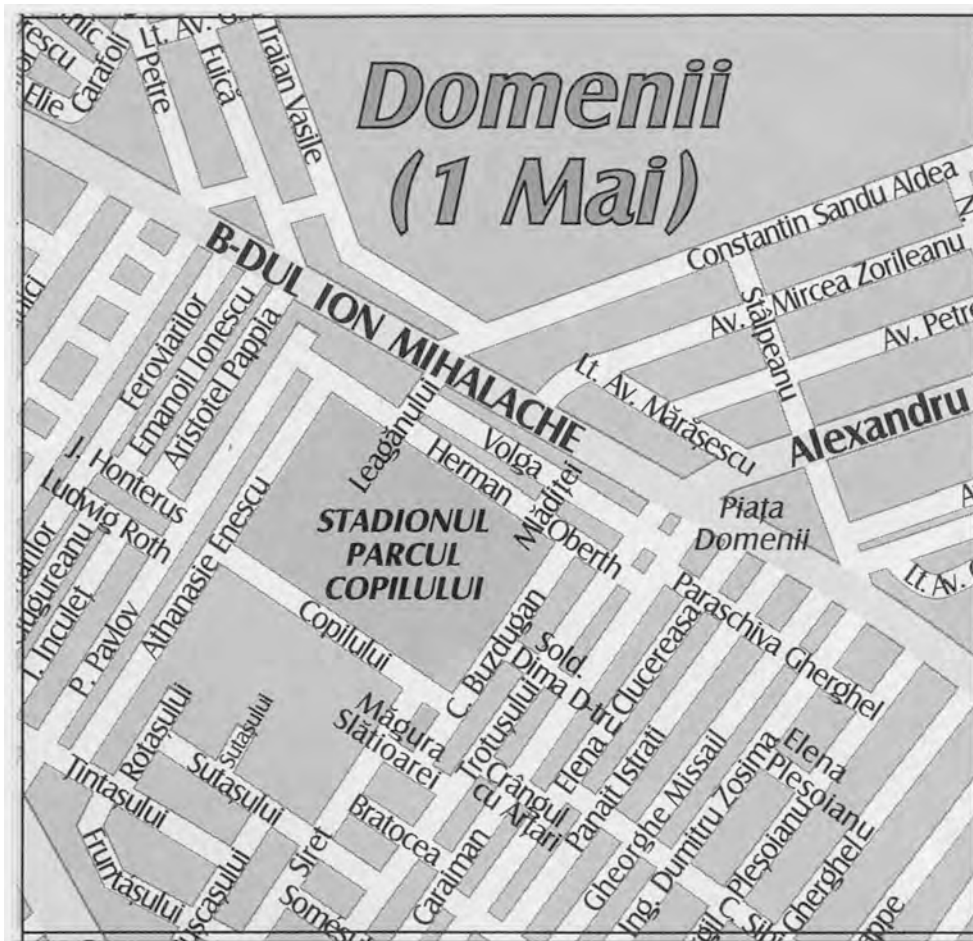 Lt. Av.
Petre
Fuică
Traian Vasile
Carafoli
Elie
Domenii
(1 Mai)
Constantin Sandu Aldea
Av. Mircea Zorileanu
Stâlpeanu
Av. Petre
Lt. Av. Mărășescu
Alexandru
B-DUL ION MIHALACHE
Feroviarilor
Emanoil Ionescu
Aristotel Pappia
Leagănului
Volga
Herman
Oberth
Mlădiței
Piața
Domenii
Lt. Av.
J. Honterus
Ludwig Roth
Athanasie Enescu
STADIONUL
PARCUL
COPILULUI
Copilului
I. Inculeț
P. Pavlov
C. Buzdugan
Sold.
Dima D-tru
Paraschiva Gherghel
Elena Clucereasa
Rotașului
Sutașului
Sutașului
Măgura
Slătioarei
Trotușului
Crângul
cu Arțari
Panait Istrati
Gheorghe Missail
Ing. Dumitru Zosima
Elena
Pleșoianu
C. Pleșoianu
Gherghel
Țintașului
Fruntașului
Siret
Bratocea
Caraiman